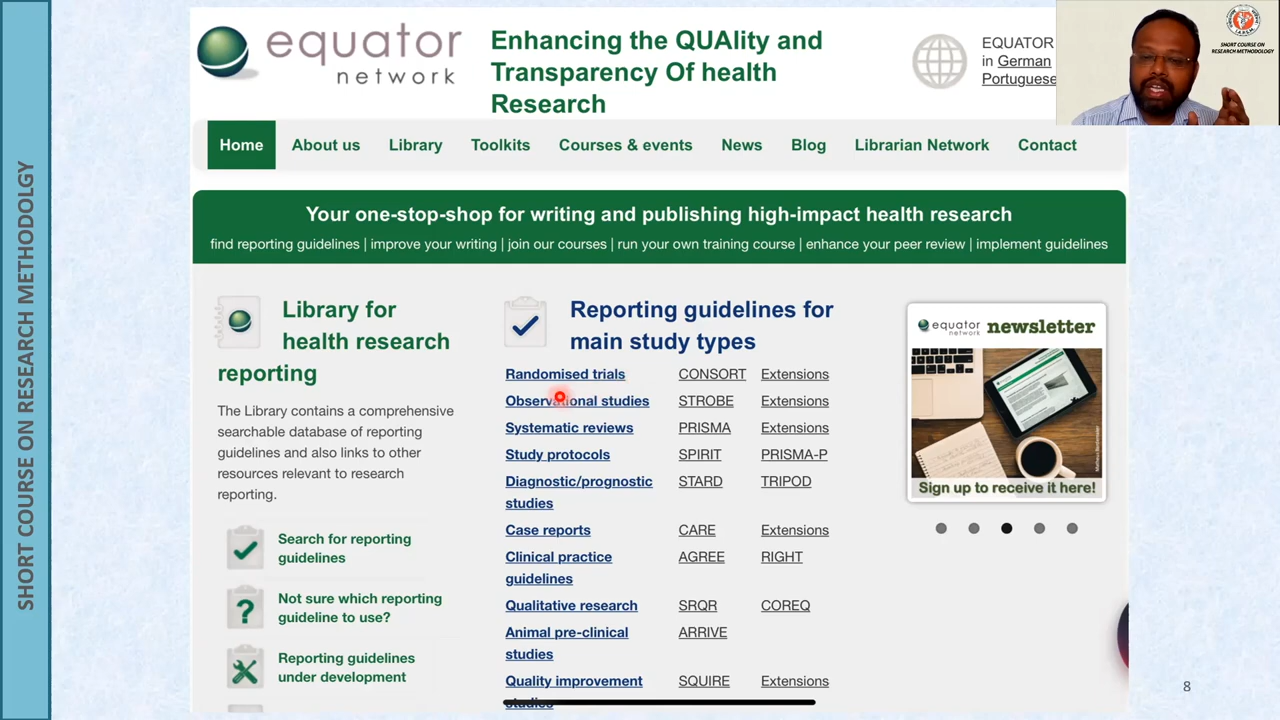 SHORT COURSE ON RESEARCH METHODOLGY
equator
network
Enhancing the QUAlity and
Transparency Of health
Research
EQUATOR
in German
Portuguese
SHORT COURSE ON
RESEARCH METHODOLOGY
Home About us Library Toolkits Courses & events News Blog Librarian Network Contact
Your one-stop-shop for writing and publishing high-impact health research
find reporting guidelines | improve your writing | join our courses | run your own training course | enhance your peer review | implement guidelines
Library for
health research
reporting
The Library contains a comprehensive
searchable database of reporting
guidelines and also links to other
resources relevant to research
reporting.
Search for reporting
guidelines
Not sure which reporting
guideline to use?
Reporting guidelines
under development
Reporting guidelines for
main study types
Randomised trials CONSORT Extensions
Observational studies STROBE Extensions
Systematic reviews PRISMA Extensions
Study protocols SPIRIT PRISMA-P
Diagnostic/prognostic STARD TRIPOD
studies
Case reports CARE Extensions
Clinical practice AGREE RIGHT
guidelines
Qualitative research SRQR COREQ
Animal pre-clinical ARRIVE
studies
Quality improvement SQUIRE Extensions
studies
equator newsletter
network
Sign up to receive it here!
8